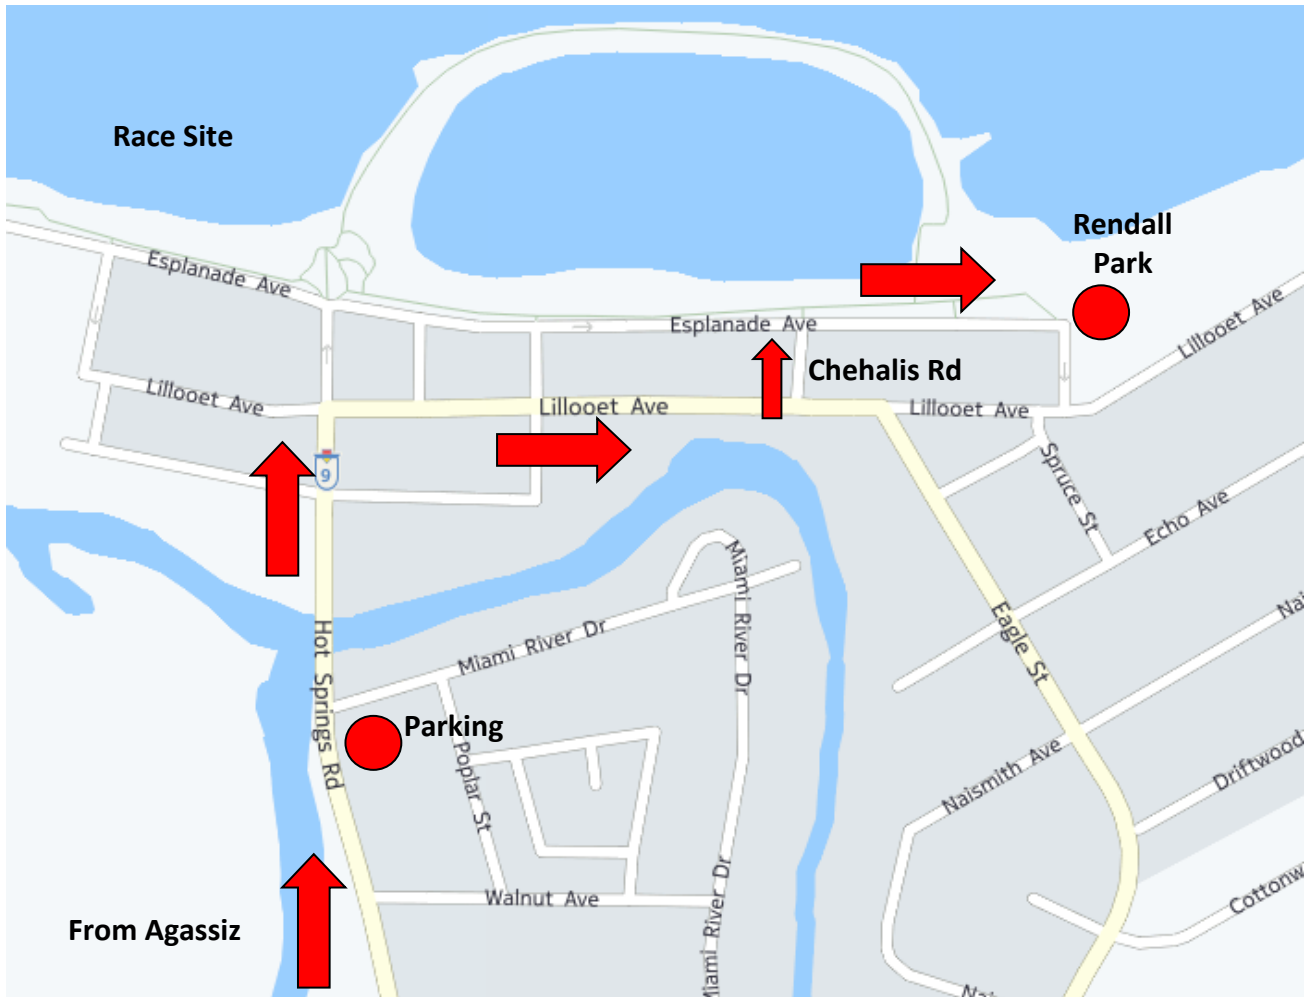 Race Site
Rendall
Park
Esplanade Ave
Esplanade Ave
Lillooet Ave
Chehalis Rd
Lillooet Ave
Lillooet Ave
Lillooet Ave
9
Spruce St
Echo Ave
Miami River Dr
Miami River Dr
Hot Springs Rd
Eagle St
Nai
Parking
Poplar St
Naismith Ave
Driftwood
Walnut Ave
Miami River Dr
Cottonw
From Agassiz
Nai